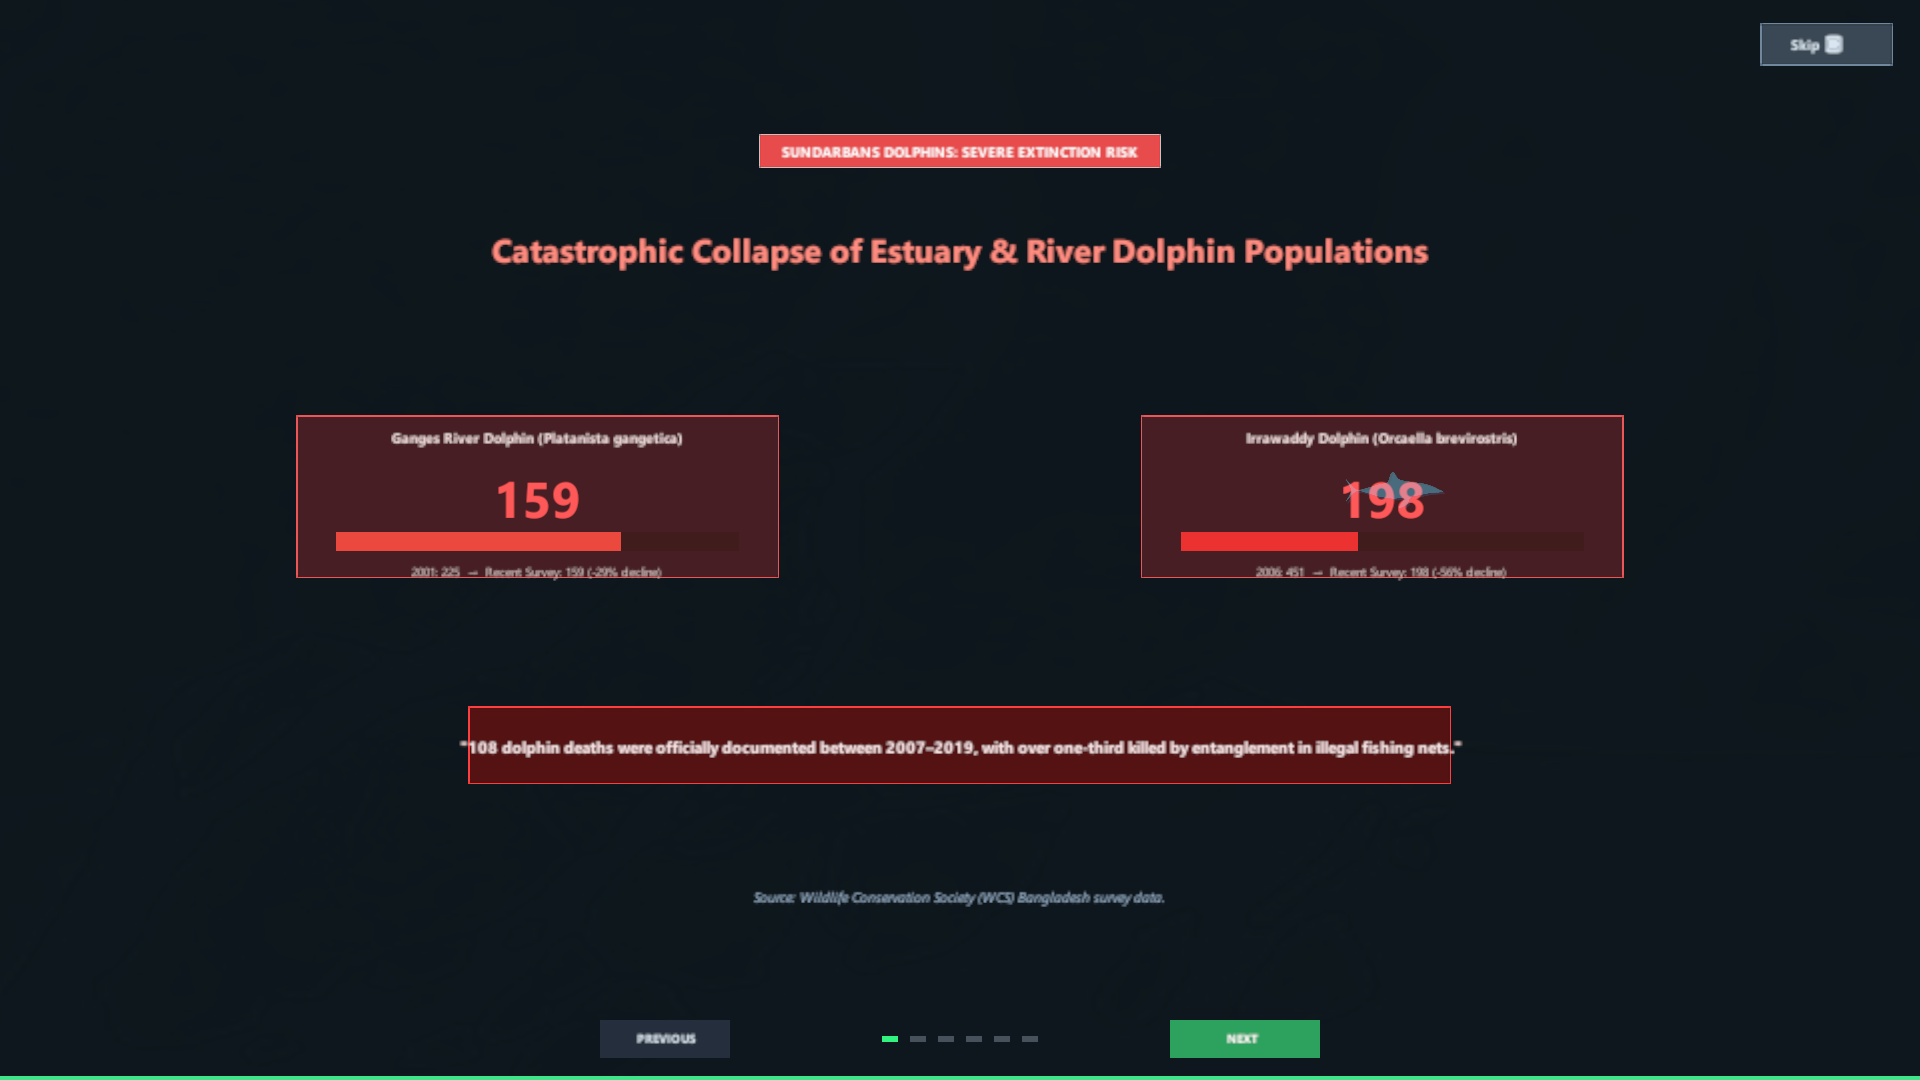 Skip
SUNDARBANS DOLPHINS: SEVERE EXTINCTION RISK
Catastrophic Collapse of Estuary & River Dolphin Populations
Ganges River Dolphin (Platanista gangetica)
159
2001: 225 → Recent Survey: 159 (-29% decline)
Irrawaddy Dolphin (Orcaella brevirostris)
198
2006: 451 → Recent Survey: 198 (-56% decline)
"108 dolphin deaths were officially documented between 2007–2019, with over one-third killed by entanglement in illegal fishing nets."
Source: Wildlife Conservation Society (WCS) Bangladesh survey data.
PREVIOUS
NEXT